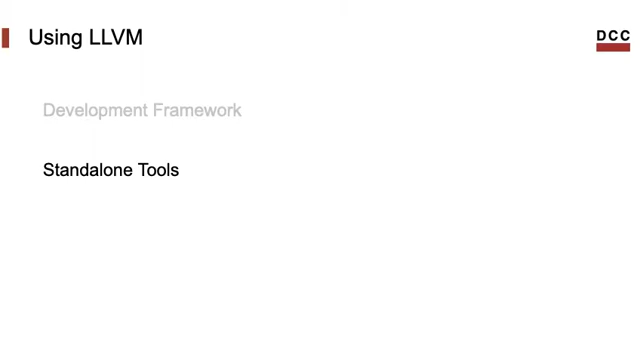 Using LLVM
DCC
Development Framework
Standalone Tools